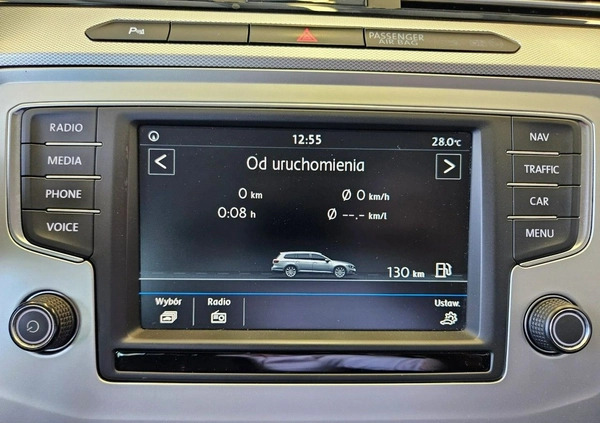 P
PASSENGER
AIR BAG
RADIO
MEDIA
PHONE
VOICE
12:55
28.0°C
< Od uruchomienia >
0 km
Ø 0 km/h
0:08 h
Ø --.- km/l
130 km
Wybór
Radio
Ustaw.
NAV
TRAFFIC
CAR
MENU